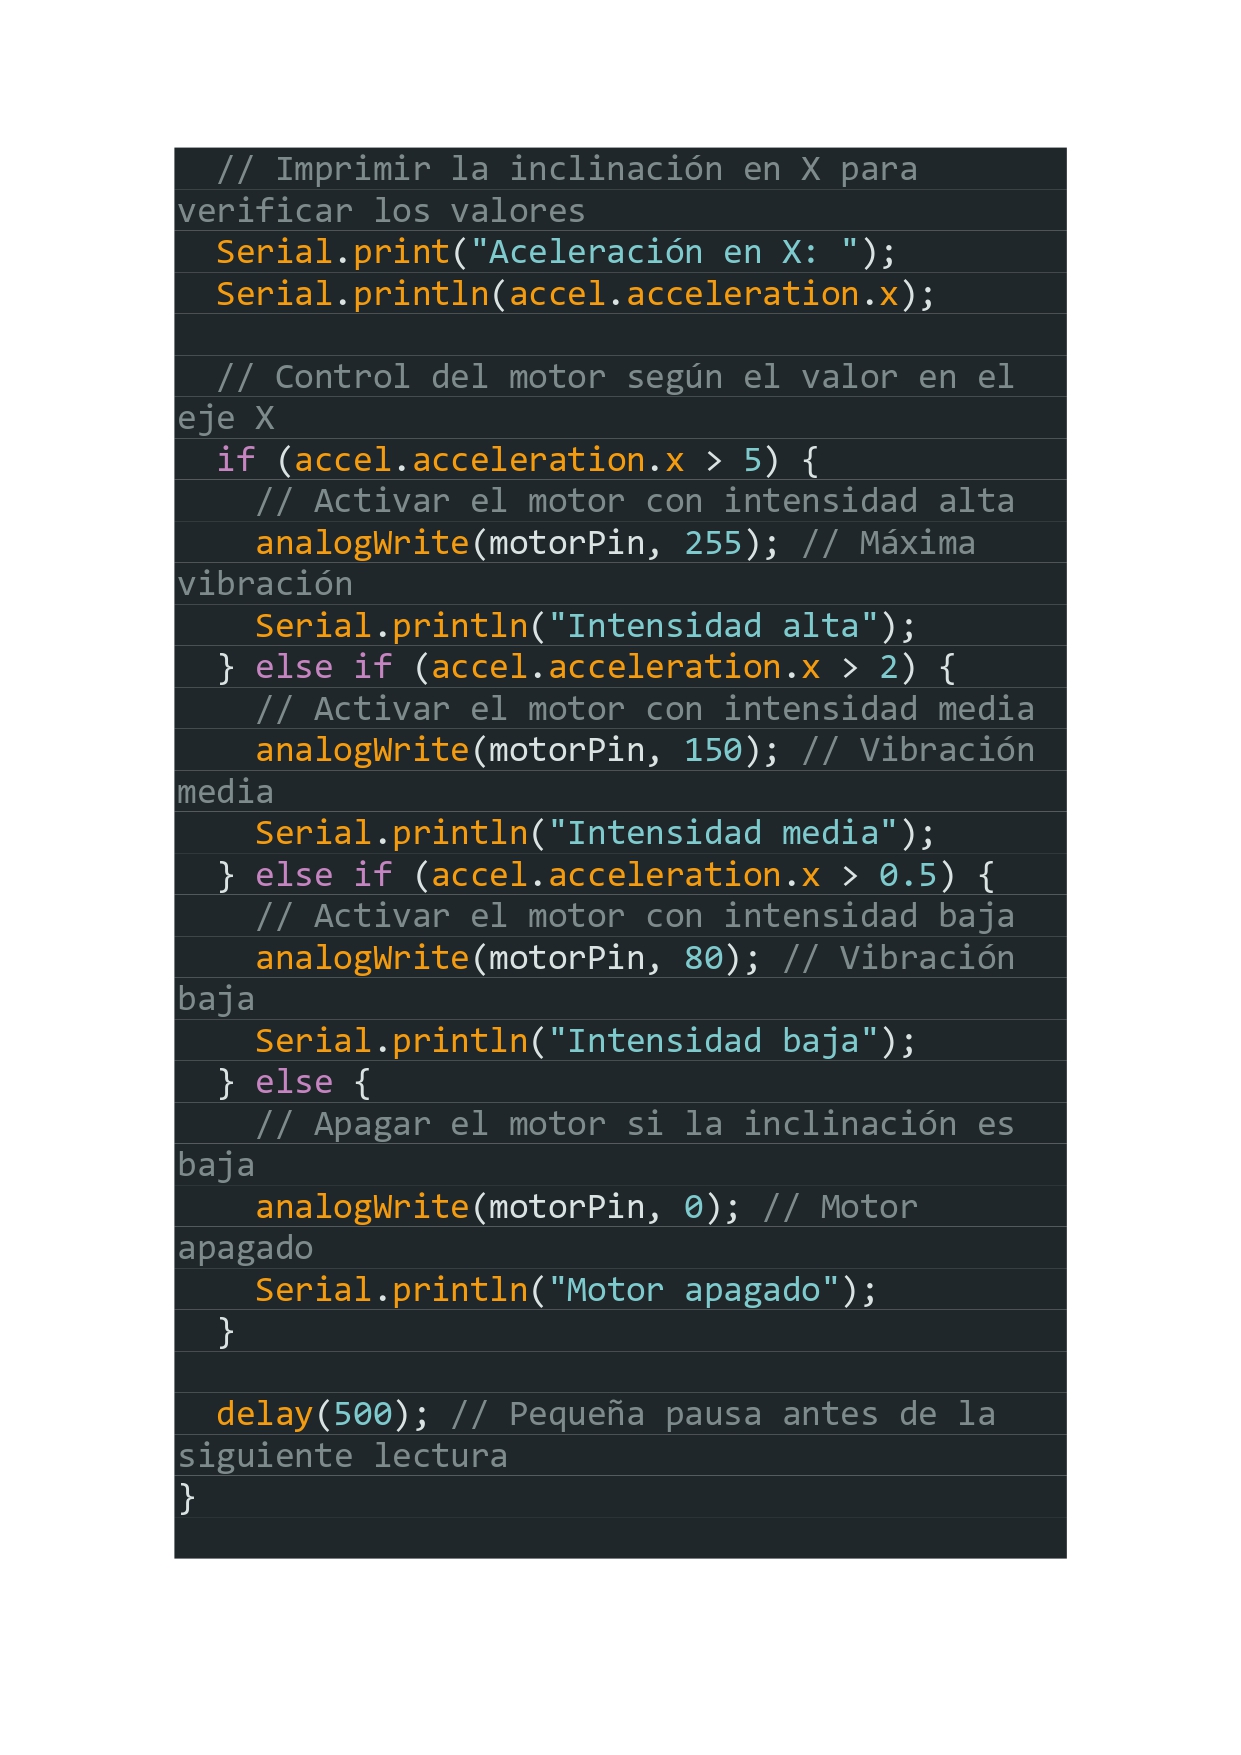 // Imprimir la inclinación en X para
verificar los valores
  Serial.print("Aceleración en X: ");
  Serial.println(accel.acceleration.x);

  // Control del motor según el valor en el
eje X
  if (accel.acceleration.x > 5) {
    // Activar el motor con intensidad alta
    analogWrite(motorPin, 255); // Máxima
vibración
    Serial.println("Intensidad alta");
  } else if (accel.acceleration.x > 2) {
    // Activar el motor con intensidad media
    analogWrite(motorPin, 150); // Vibración
media
    Serial.println("Intensidad media");
  } else if (accel.acceleration.x > 0.5) {
    // Activar el motor con intensidad baja
    analogWrite(motorPin, 80); // Vibración
baja
    Serial.println("Intensidad baja");
  } else {
    // Apagar el motor si la inclinación es
baja
    analogWrite(motorPin, 0); // Motor
apagado
    Serial.println("Motor apagado");
  }

  delay(500); // Pequeña pausa antes de la
siguiente lectura
}